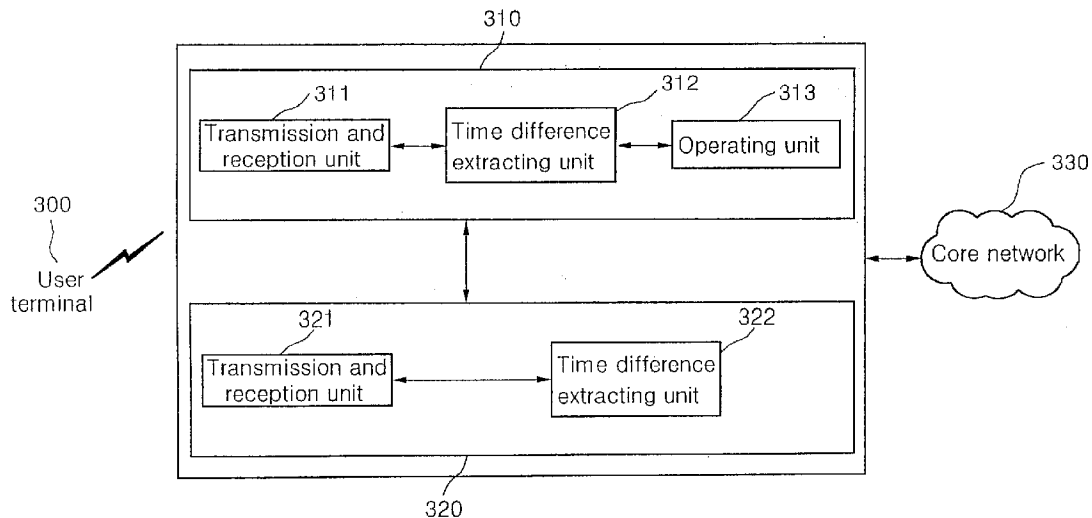 310
311
312
313
Transmission and
reception unit
Time difference
extracting unit
Operating unit
330
Core network
300
User
terminal
321
322
Transmission and
reception unit
Time difference
extracting unit
320